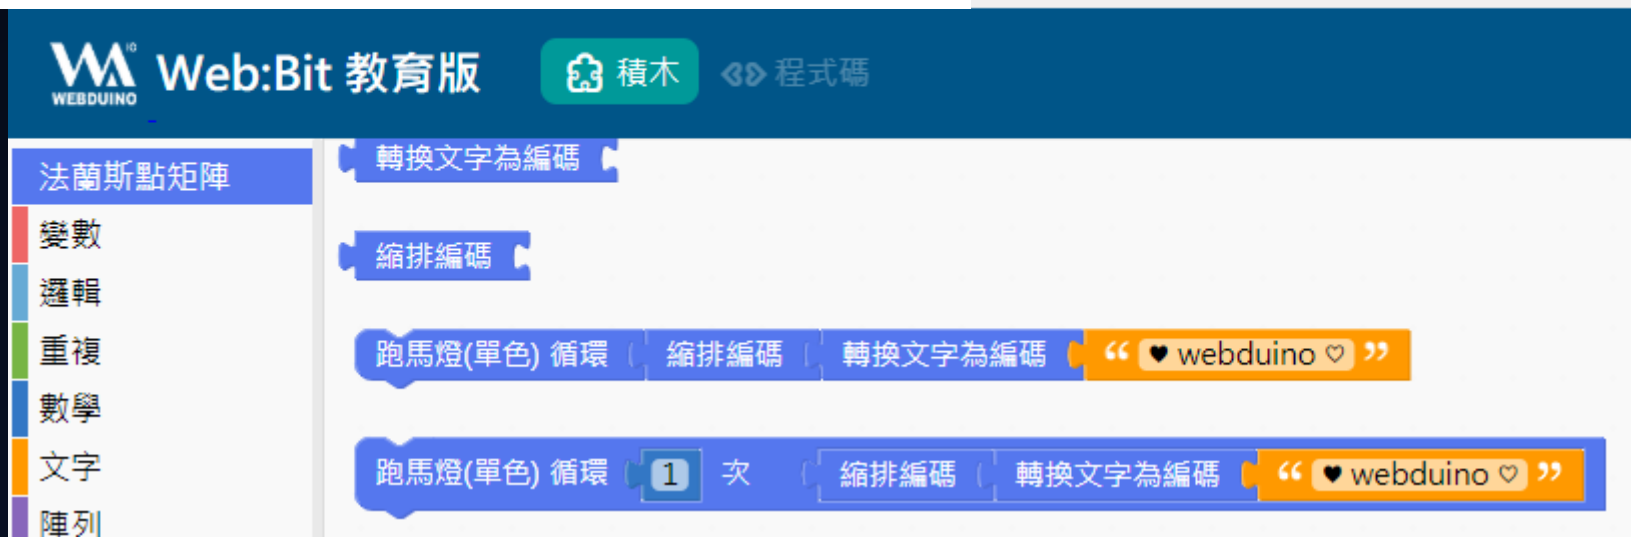 WEBDUINO Web:Bit 教育版 積木 程式碼
法蘭斯點矩陣
變數
邏輯
重複
數學
文字
陣列
轉換文字為編碼
縮排編碼
跑馬燈(單色) 循環 縮排編碼 轉換文字為編碼 “ ♥ webduino ♡ ”
跑馬燈(單色) 循環 1 次 縮排編碼 轉換文字為編碼 “ ♥ webduino ♡ ”